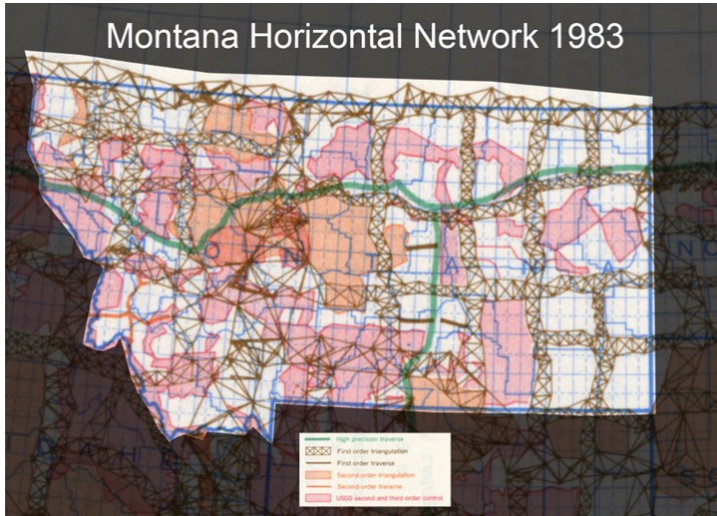 Montana Horizontal Network 1983
M O N T A N A
High precision traverse
First-order triangulation
First-order traverse
Second-order triangulation
Second-order traverse
USGS second and third-order control